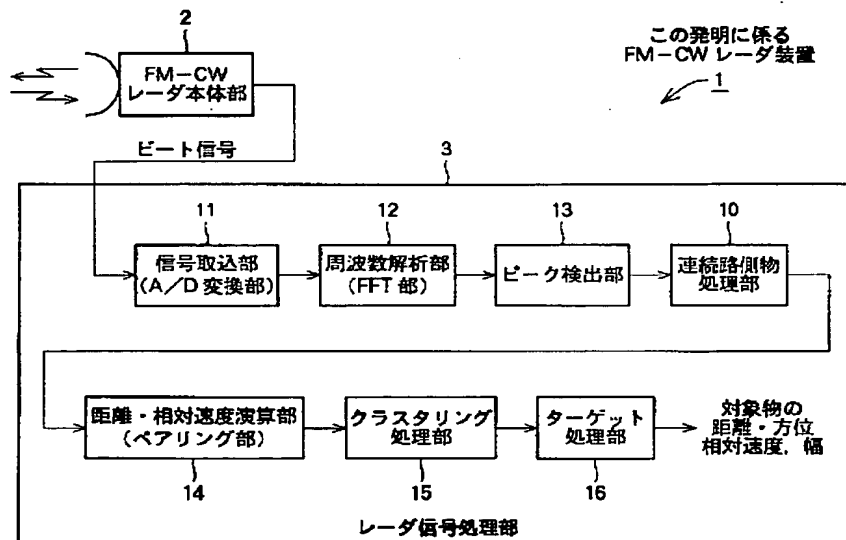 2
FM-CW
レーダ本体部
この発明に係る
FM-CWレーダ装置
1
ビート信号
3
11
信号取込部
(A/D変換部)
12
周波数解析部
(FFT部)
13
ピーク検出部
10
連続路側物
処理部
距離・相対速度演算部
(ペアリング部)
14
クラスタリング
処理部
15
ターゲット
処理部
16
対象物の
距離・方位
相対速度,幅
レーダ信号処理部